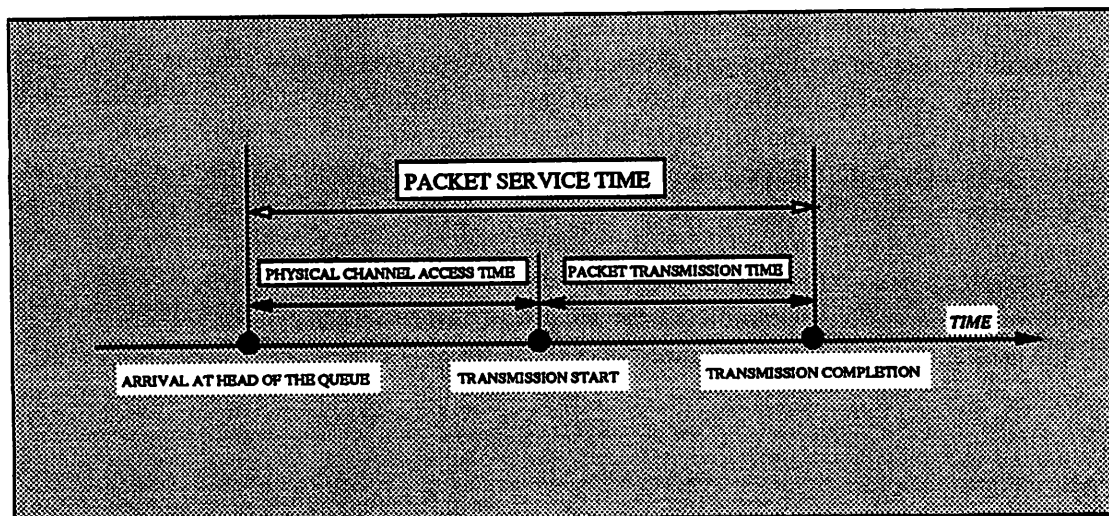 PACKET SERVICE TIME
PHYSICAL CHANNEL ACCESS TIME
PACKET TRANSMISSION TIME
TIME
ARRIVAL AT HEAD OF THE QUEUE
TRANSMISSION START
TRANSMISSION COMPLETION